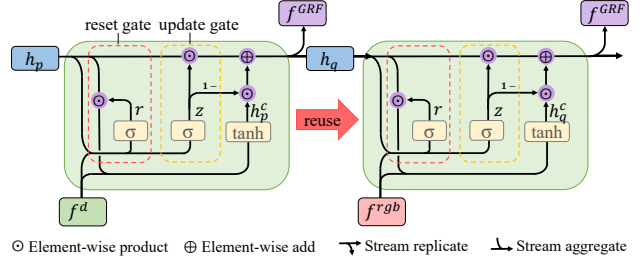 f^{GRF} f^{GRF}
reset gate update gate
h_p h_q
1− 1−
r z h_p^c r z h_q^c
reuse
σ σ tanh σ σ tanh
f^d f^{rgb}
⊙ Element-wise product ⊕ Element-wise add Stream replicate Stream aggregate